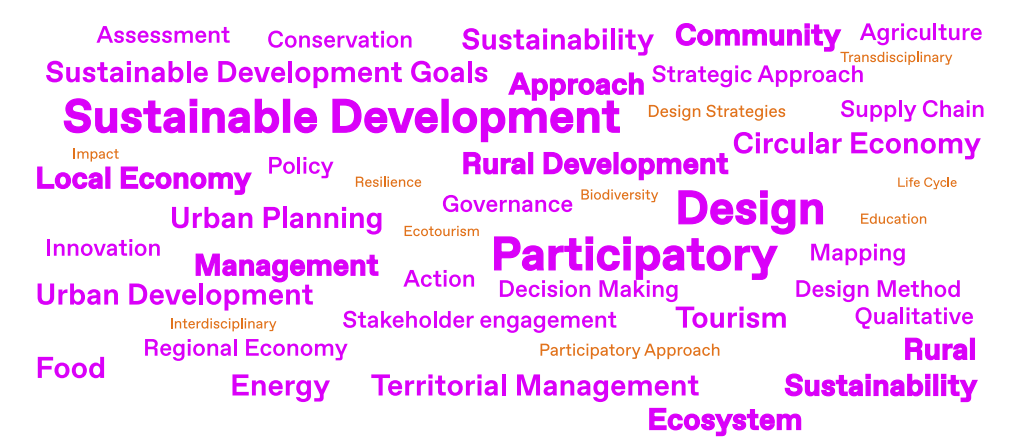 Assessment
Conservation
Sustainability
Community
Agriculture
Transdisciplinary
Sustainable Development Goals
Approach
Strategic Approach
Sustainable Development
Design Strategies
Supply Chain
Circular Economy
Impact
Local Economy
Policy
Rural Development
Resilience
Biodiversity
Life Cycle
Urban Planning
Governance
Design
Education
Ecotourism
Innovation
Management
Participatory
Mapping
Action
Urban Development
Decision Making
Design Method
Interdisciplinary
Stakeholder engagement
Tourism
Qualitative
Regional Economy
Participatory Approach
Rural
Sustainability
Food
Energy
Territorial Management
Ecosystem